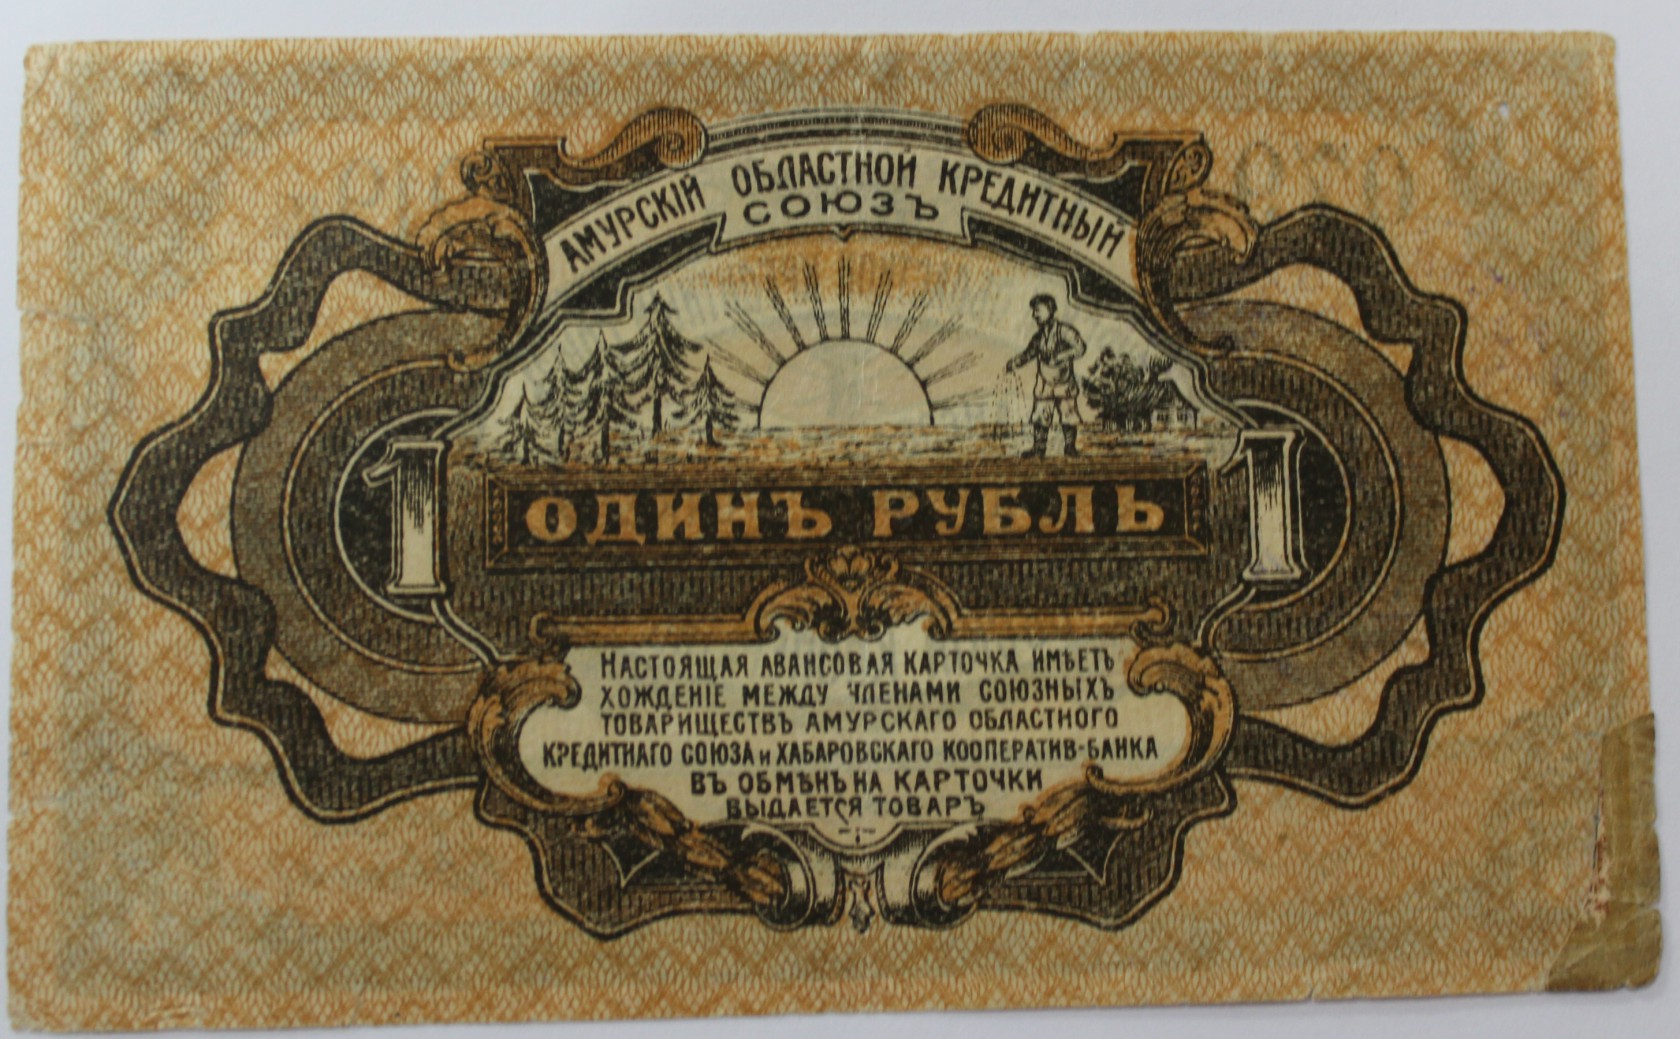 АМУРСКІЙ ОБЛАСТНОЙ КРЕДИТНЫЙ
СОЮЗЪ
1 ОДИНЪ РУБЛЬ 1
НАСТОЯЩАЯ АВАНСОВАЯ КАРТОЧКА ИМѢЕТЪ
ХОЖДЕНІЕ МЕЖДУ ЧЛЕНАМИ СОЮЗНЫХЪ
ТОВАРИЩЕСТВЪ АМУРСКАГО ОБЛАСТНОГО
КРЕДИТНАГО СОЮЗА И ХАБАРОВСКАГО КООПЕРАТИВ-БАНКА
ВЪ ОБМѢНЪ НА КАРТОЧКИ
ВЫДАЕТСЯ ТОВАРЪ